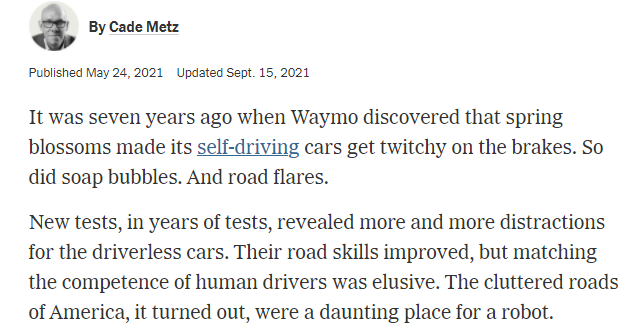 By Cade Metz
Published May 24, 2021 Updated Sept. 15, 2021
It was seven years ago when Waymo discovered that spring
blossoms made its self-driving cars get twitchy on the brakes. So
did soap bubbles. And road flares.
New tests, in years of tests, revealed more and more distractions
for the driverless cars. Their road skills improved, but matching
the competence of human drivers was elusive. The cluttered roads
of America, it turned out, were a daunting place for a robot.